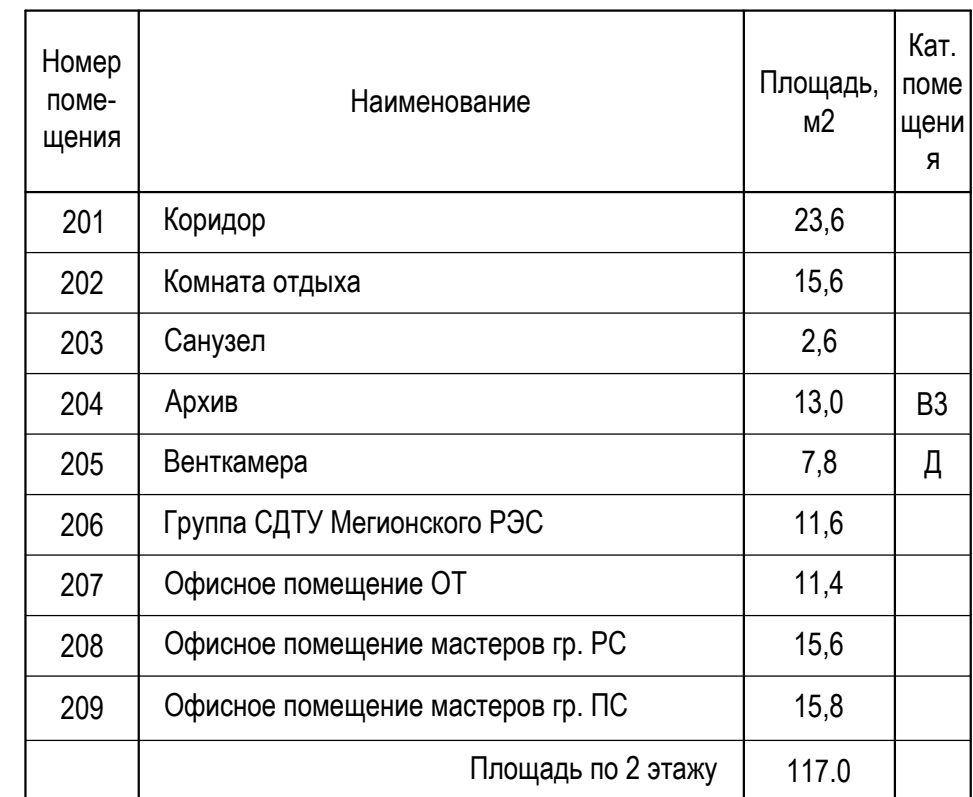 Номер поме-щения Наименование Площадь, м2 Кат. поме щени я
201 Коридор 23,6
202 Комната отдыха 15,6
203 Санузел 2,6
204 Архив 13,0 В3
205 Венткамера 7,8 Д
206 Группа СДТУ Мегионского РЭС 11,6
207 Офисное помещение ОТ 11,4
208 Офисное помещение мастеров гр. РС 15,6
209 Офисное помещение мастеров гр. ПС 15,8
Площадь по 2 этажу 117.0